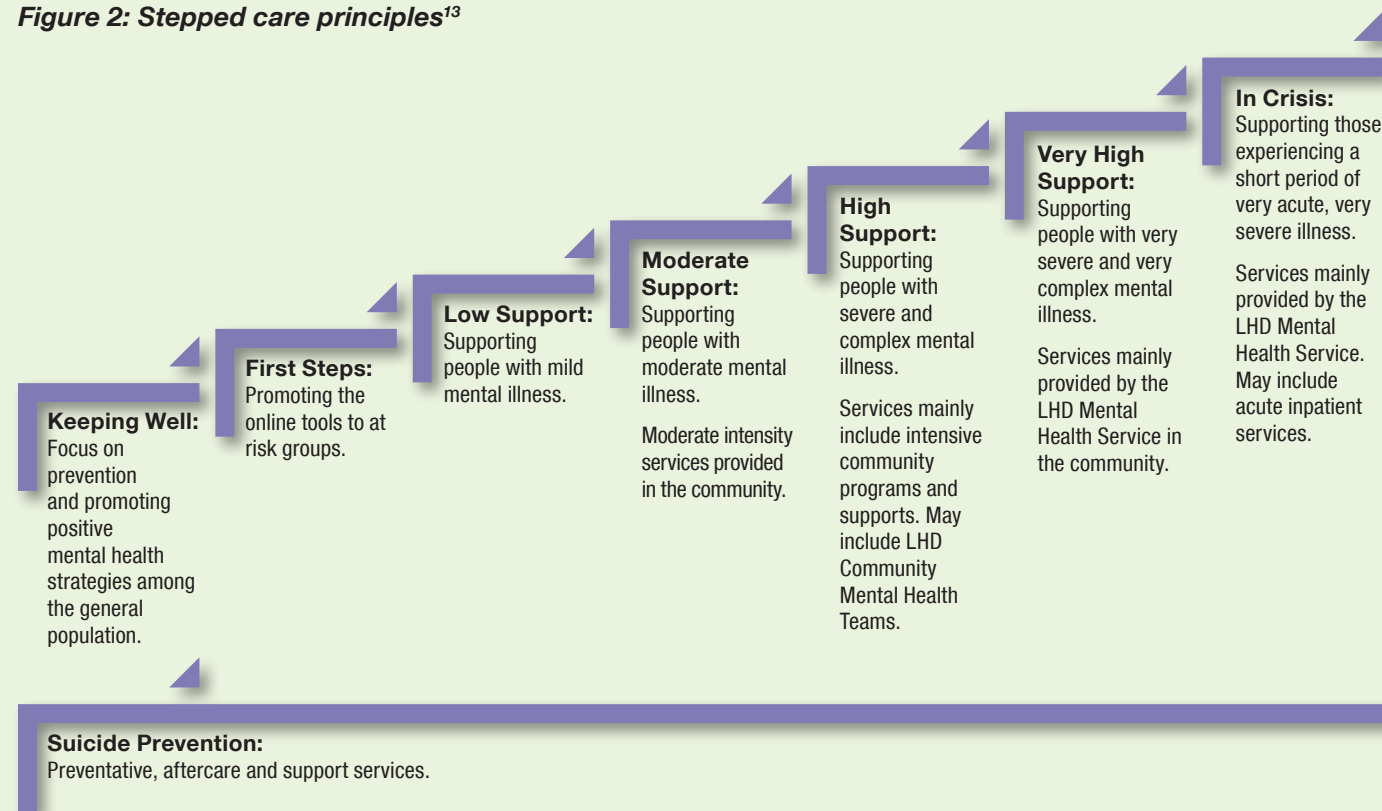 Figure 2: Stepped care principles13
Keeping Well:
Focus on
prevention
and promoting
positive
mental health
strategies among
the general
population.
First Steps:
Promoting the
online tools to at
risk groups.
Low Support:
Supporting
people with mild
mental illness.
Moderate
Support:
Supporting
people with
moderate mental
illness.
Moderate intensity
services provided
in the community.
High
Support:
Supporting
people with
severe and
complex mental
illness.
Services mainly
include intensive
community
programs and
supports. May
include LHD
Community
Mental Health
Teams.
Very High
Support:
Supporting
people with very
severe and very
complex mental
illness.
Services mainly
provided by the
LHD Mental
Health Service in
the community.
In Crisis:
Supporting those
experiencing a
short period of
very acute, very
severe illness.
Services mainly
provided by the
LHD Mental
Health Service.
May include
acute inpatient
services.
Suicide Prevention:
Preventative, aftercare and support services.